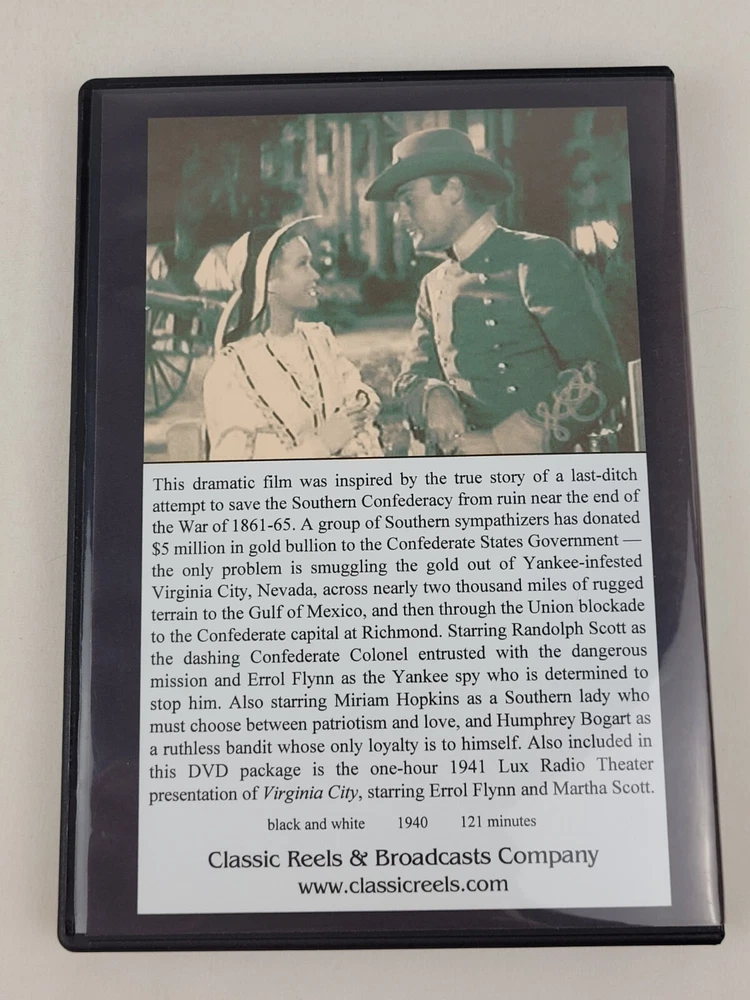 This dramatic film was inspired by the true story of a last-ditch
attempt to save the Southern Confederacy from ruin near the end of
the War of 1861-65. A group of Southern sympathizers has donated
$5 million in gold bullion to the Confederate States Government —
the only problem is smuggling the gold out of Yankee-infested
Virginia City, Nevada, across nearly two thousand miles of rugged
terrain to the Gulf of Mexico, and then through the Union blockade
to the Confederate capital at Richmond. Starring Randolph Scott as
the dashing Confederate Colonel entrusted with the dangerous
mission and Errol Flynn as the Yankee spy who is determined to
stop him. Also starring Miriam Hopkins as a Southern lady who
must choose between patriotism and love, and Humphrey Bogart as
a ruthless bandit whose only loyalty is to himself. Also included in
this DVD package is the one-hour 1941 Lux Radio Theater
presentation of Virginia City, starring Errol Flynn and Martha Scott.
black and white 1940 121 minutes
Classic Reels & Broadcasts Company
www.classicreels.com